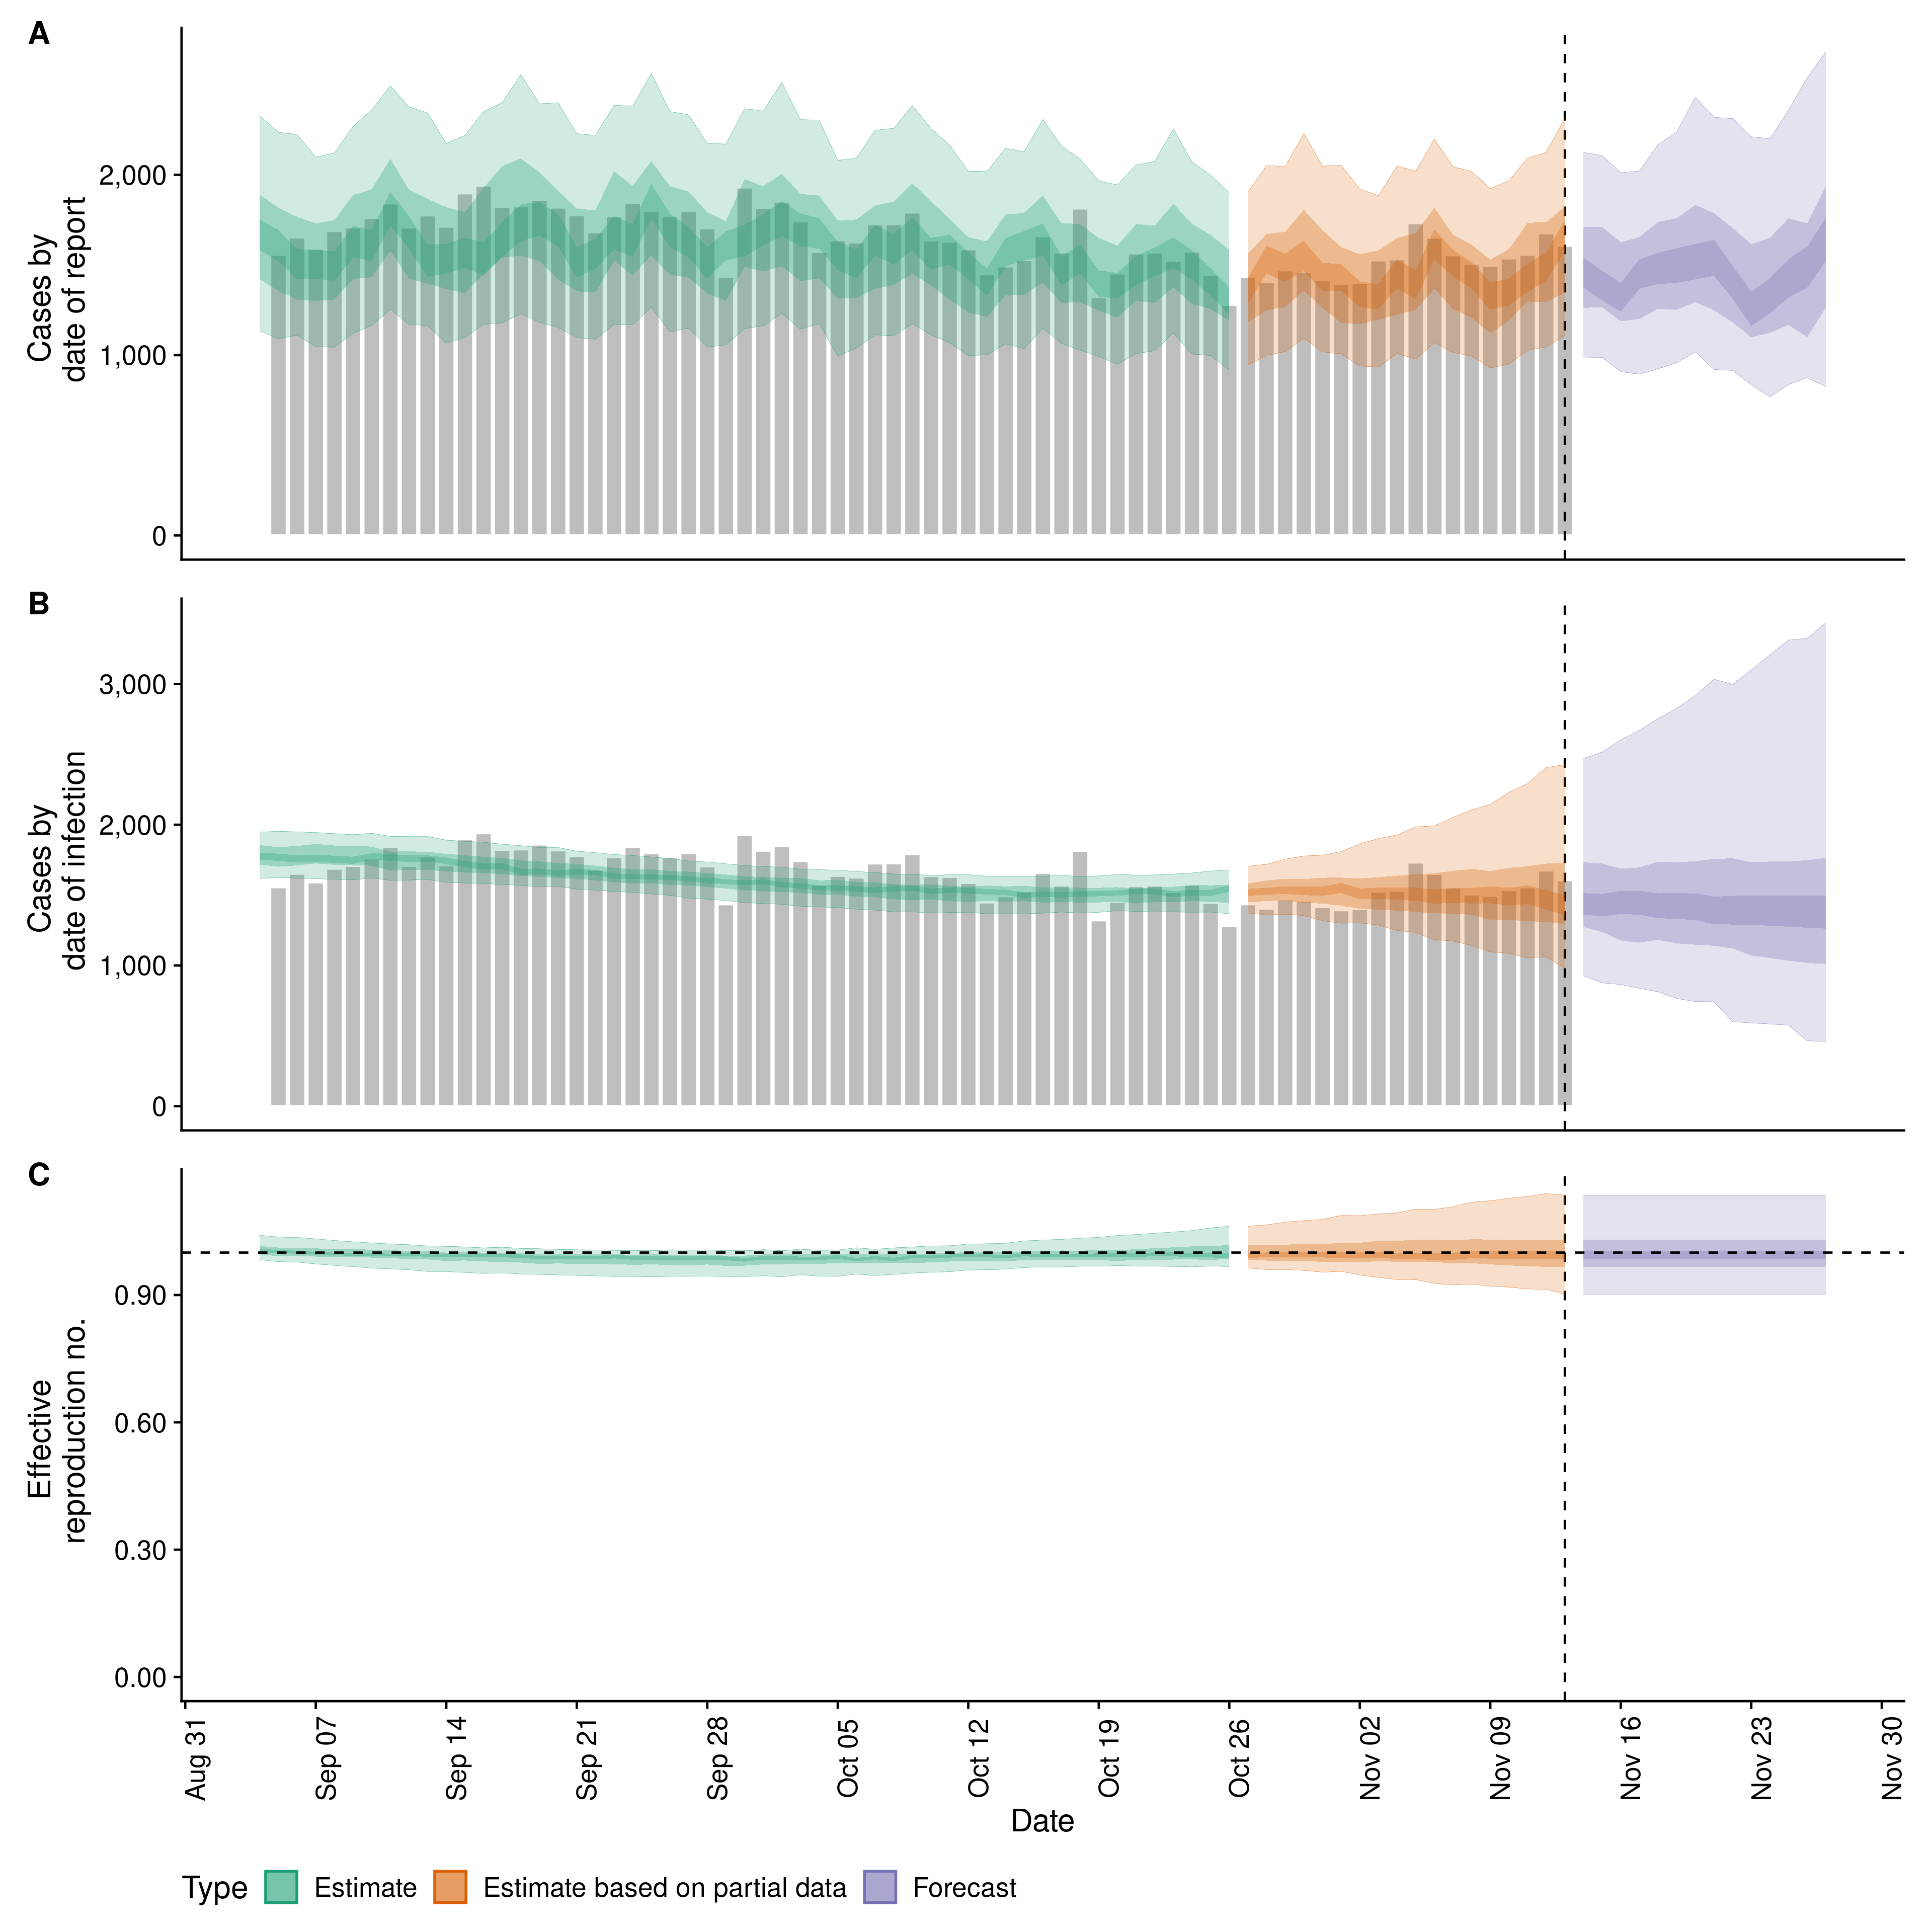 A
Cases by
date of report
2,000
1,000
0
B
Cases by
date of infection
3,000
2,000
1,000
0
C
Effective
reproduction no.
0.90
0.60
0.30
0.00
Aug 31
Sep 07
Sep 14
Sep 21
Sep 28
Oct 05
Oct 12
Oct 19
Oct 26
Nov 02
Nov 09
Nov 16
Nov 23
Nov 30
Date
Type Estimate Estimate based on partial data Forecast